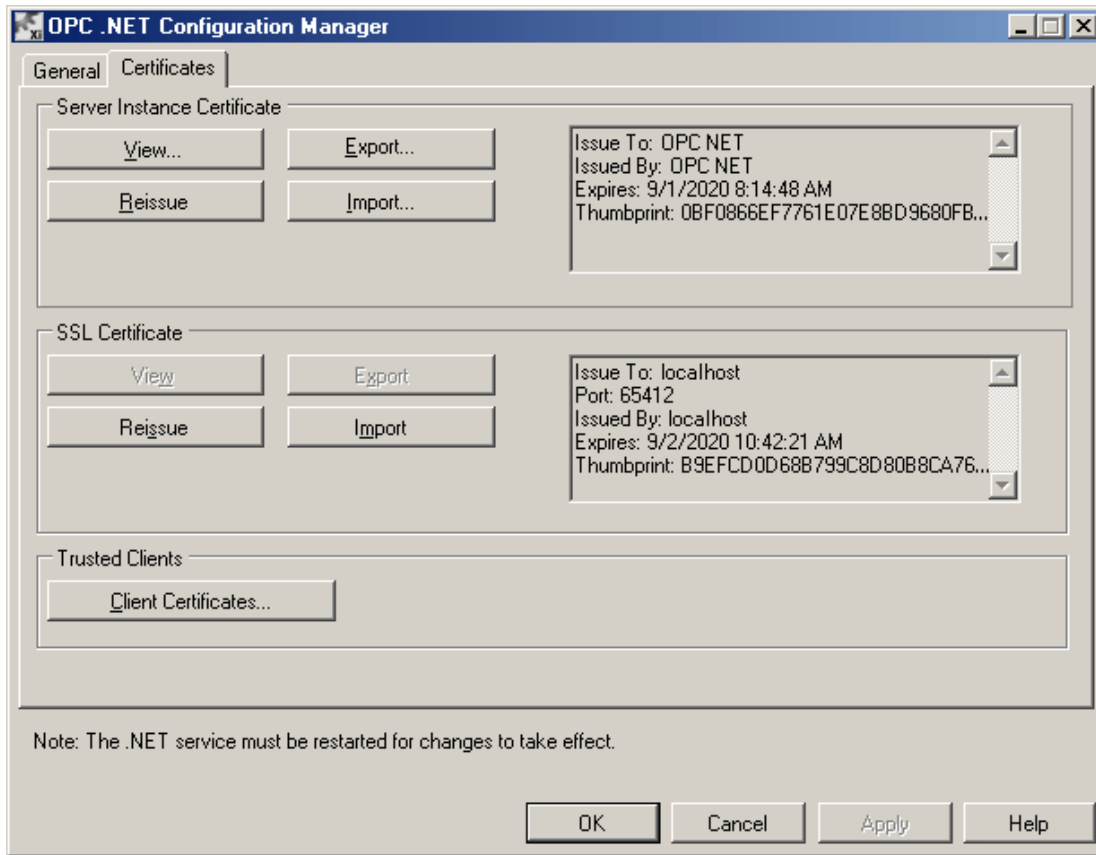 OPC .NET Configuration Manager
General Certificates
Server Instance Certificate
View... Export...
Reissue Import...
Issue To: OPC NET
Issued By: OPC NET
Expires: 9/1/2020 8:14:48 AM
Thumbprint: 0BF0866EF7761E07E8BD9680FB...
SSL Certificate
View Export
Reissue Import
Issue To: localhost
Port: 65412
Issued By: localhost
Expires: 9/2/2020 10:42:21 AM
Thumbprint: B9EFCD0D68B799C8D80B8CA76...
Trusted Clients
Client Certificates...
Note: The .NET service must be restarted for changes to take effect.
OK Cancel Apply Help